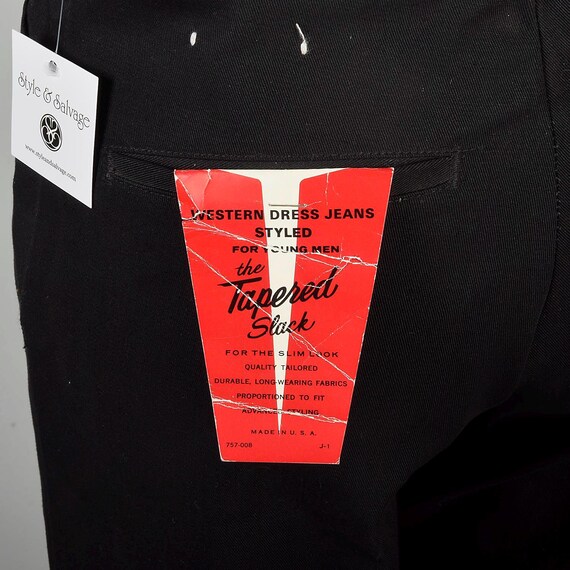 Style & Salvage
www.styleandsalvage.com
WESTERN DRESS JEANS
STYLED
FOR YOUNG MEN
the
Tapered
Slack
FOR THE SLIM LOOK
QUALITY TAILORED
DURABLE, LONG-WEARING FABRICS
PROPORTIONED TO FIT
ADVANCED STYLING
MADE IN U. S. A.
757-008 J-1